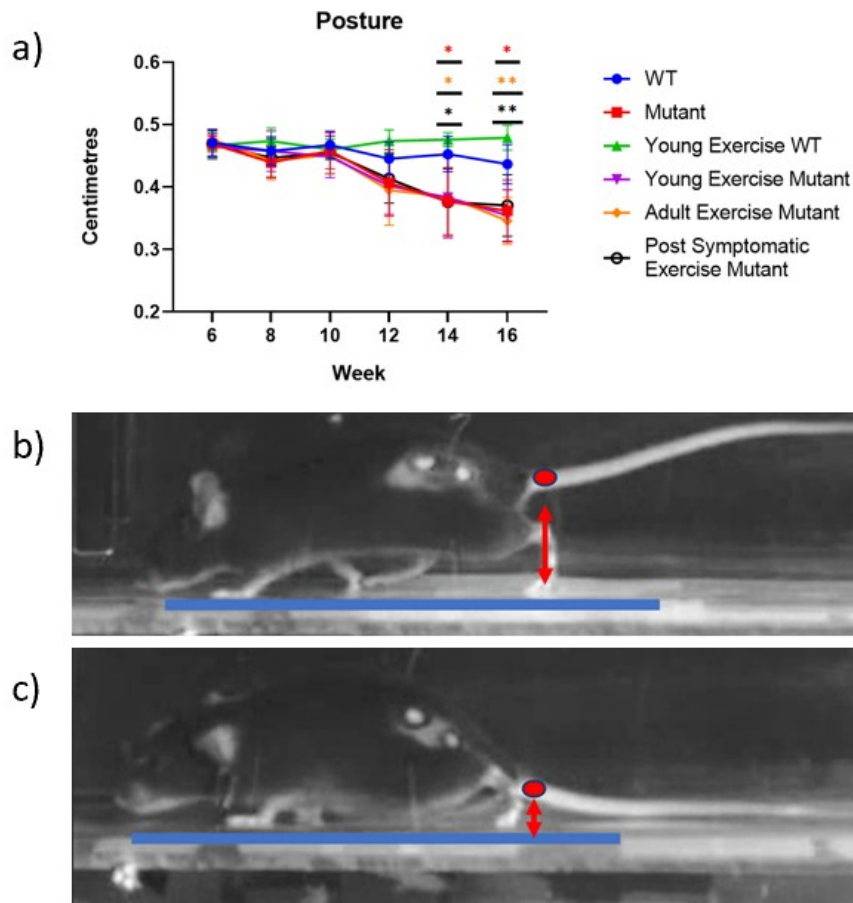 a)
Posture
0.6
0.5
0.4
0.3
0.2
Centimetres
* *
* **
* **
6 8 10 12 14 16
Week
WT
Mutant
Young Exercise WT
Young Exercise Mutant
Adult Exercise Mutant
Post Symptomatic
Exercise Mutant
b)
c)